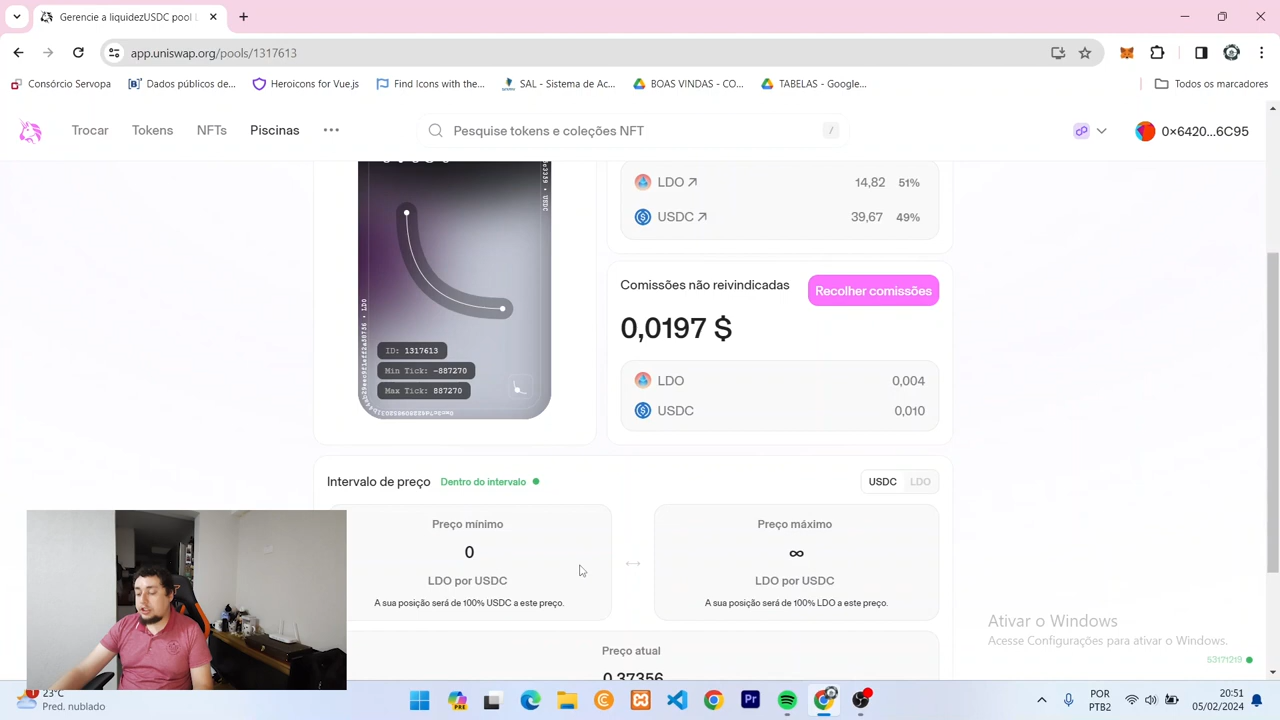 Gerencie a liquidezUSDC pool L
app.uniswap.org/pools/1317613
Consórcio Servopa
Dados públicos de...
Heroicons for Vue.js
Find Icons with the...
SAL - Sistema de Ac...
BOAS VINDAS - CO...
TABELAS - Google...
Todos os marcadores
Trocar
Tokens
NFTs
Piscinas
Pesquise tokens e coleções NFT
/
0x6420...6C95
LDO ↗ 14,82 51%
USDC ↗ 39,67 49%
Comissões não reivindicadas
Recolher comissões
0,0197 $
LDO 0,004
USDC 0,010
ID: 1317613
Min Tick: -887270
Max Tick: 887270
Intervalo de preço
Dentro do intervalo
USDC LDO
Preço mínimo
0
LDO por USDC
A sua posição será de 100% USDC a este preço.
Preço máximo
∞
LDO por USDC
A sua posição será de 100% LDO a este preço.
Preço atual
0.37356
Ativar o Windows
Acesse Configurações para ativar o Windows.
53171219
23°C
Pred. nublado
POR
PTB2
20:51
05/02/2024